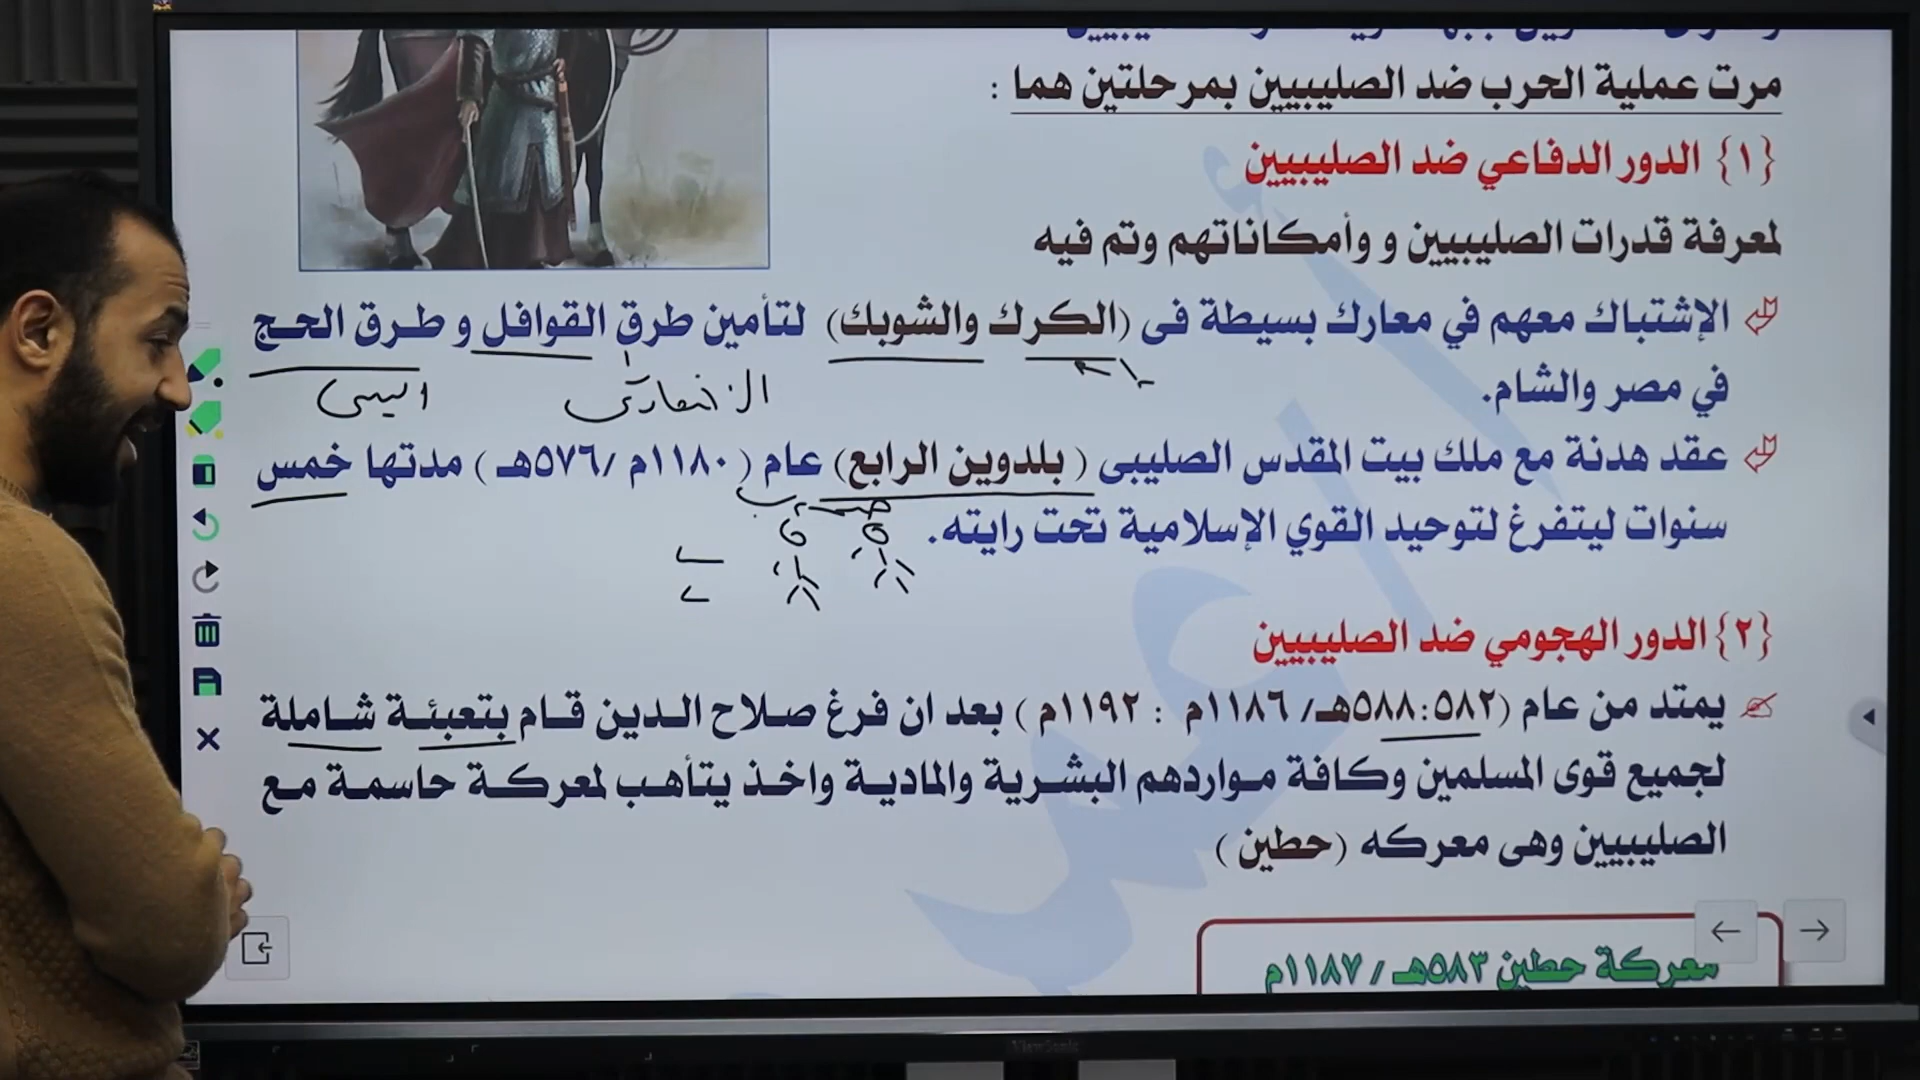 مرت عملية الحرب ضد الصليبيين بمرحلتين هما :
{١} الدور الدفاعي ضد الصليبيين
لمعرفة قدرات الصليبيين و وأمكاناتهم وتم فيه
الإشتباك معهم في معارك بسيطة فى (الكرك والشوبك) لتأمين طرق القوافل و طرق الحج
في مصر والشام.
عقد هدنة مع ملك بيت المقدس الصليبى ( بلدوين الرابع) عام (١١٨٠م /٥٧٦هـ ) مدتها خمس
سنوات ليتفرغ لتوحيد القوي الإسلامية تحت رايته.
{٢} الدور الهجومي ضد الصليبيين
يمتد من عام (٥٨٢:٥٨٨هـ/ ١١٨٦م : ١١٩٢م ) بعد ان فرغ صلاح الدين قام بتعبئة شاملة
لجميع قوى المسلمين وكافة مواردهم البشرية والمادية واخذ يتأهب لمعركة حاسمة مع
الصليبيين وهى معركه (حطين )
معركة حطين ٥٨٣هـ / ١١٨٧م
ViewSonic